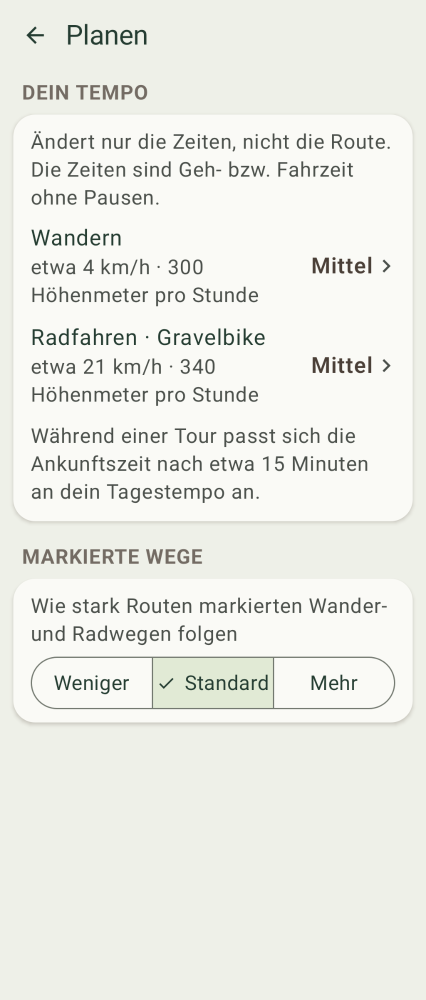 Planen
DEIN TEMPO
Ändert nur die Zeiten, nicht die Route.
Die Zeiten sind Geh- bzw. Fahrzeit
ohne Pausen.
Wandern
etwa 4 km/h · 300
Höhenmeter pro Stunde
Mittel
Radfahren · Gravelbike
etwa 21 km/h · 340
Höhenmeter pro Stunde
Mittel
Während einer Tour passt sich die
Ankunftszeit nach etwa 15 Minuten
an dein Tagestempo an.
MARKIERTE WEGE
Wie stark Routen markierten Wander-
und Radwegen folgen
Weniger
Standard
Mehr